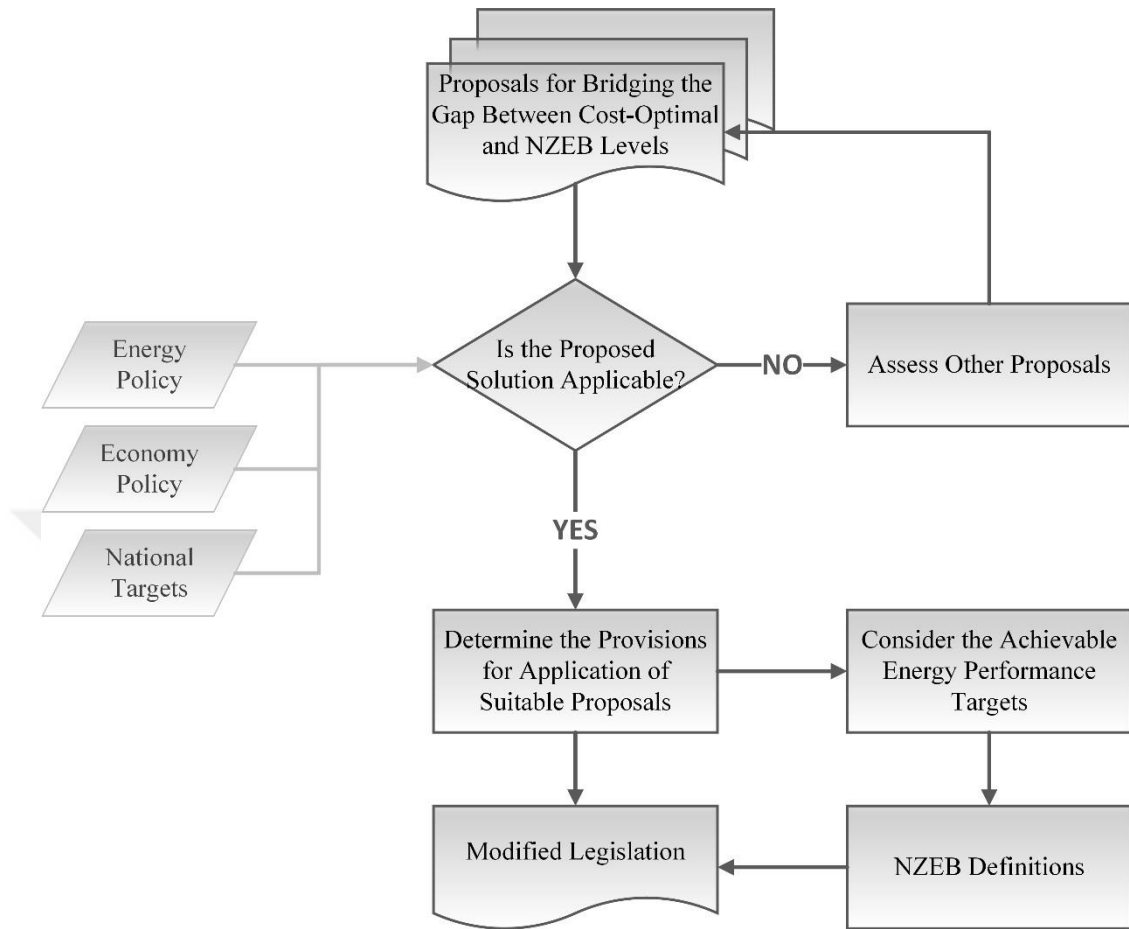 Proposals for Bridging the
Gap Between Cost-Optimal
and NZEB Levels
Energy
Policy
Economy
Policy
National
Targets
Is the Proposed
Solution Applicable?
NO
Assess Other Proposals
YES
Determine the Provisions
for Application of
Suitable Proposals
Consider the Achievable
Energy Performance
Targets
Modified Legislation
NZEB Definitions